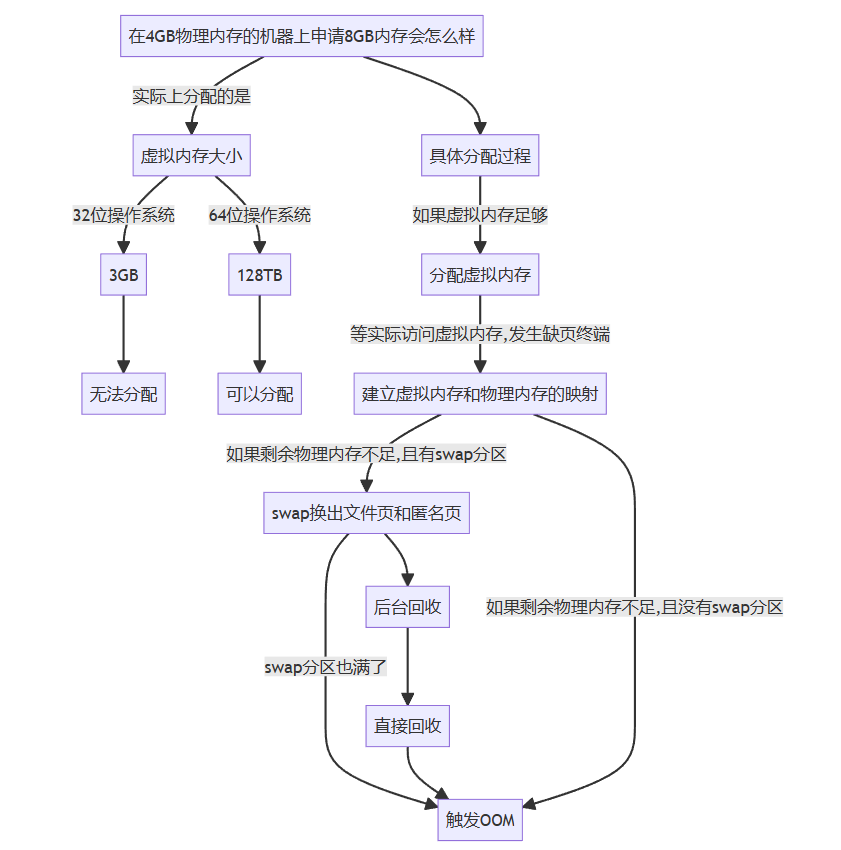 在4GB物理内存的机器上申请8GB内存会怎么样
实际上分配的是
虚拟内存大小
具体分配过程
32位操作系统
64位操作系统
如果虚拟内存足够
3GB
128TB
分配虚拟内存
等实际访问虚拟内存,发生缺页终端
无法分配
可以分配
建立虚拟内存和物理内存的映射
如果剩余物理内存不足,且有swap分区
swap换出文件页和匿名页
后台回收
如果剩余物理内存不足,且没有swap分区
swap分区也满了
直接回收
触发OOM